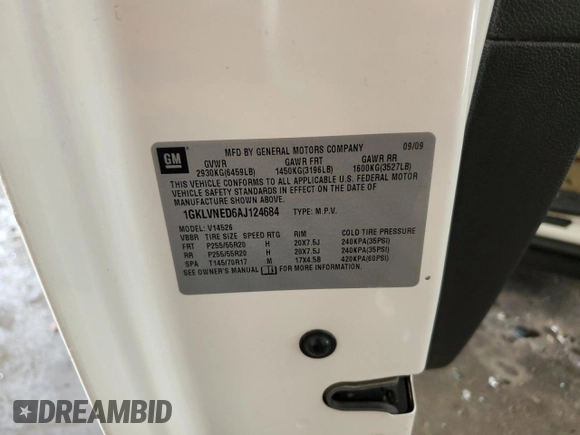 GM
MFD BY GENERAL MOTORS COMPANY 09/09
GVWR GAWR FRT GAWR RR
2930KG(6459LB) 1450KG(3196LB) 1600KG(3527LB)
THIS VEHICLE CONFORMS TO ALL APPLICABLE U.S. FEDERAL MOTOR
VEHICLE SAFETY STANDARDS IN EFFECT ON THE DATE OF
MANUFACTURE SHOWN ABOVE.
1GKLVNED6AJ124684 TYPE: M.P.V.
MODEL: V14526
VBBR TIRE SIZE SPEED RTG RIM COLD TIRE PRESSURE
FRT P255/55R20 H 20X7.5J 240KPA(35PSI)
RR P255/55R20 H 20X7.5J 240KPA(35PSI)
SPA T145/70R17 M 17X4.5B 420KPA(60PSI)
SEE OWNER'S MANUAL FOR MORE INFORMATION.
DREAMBID